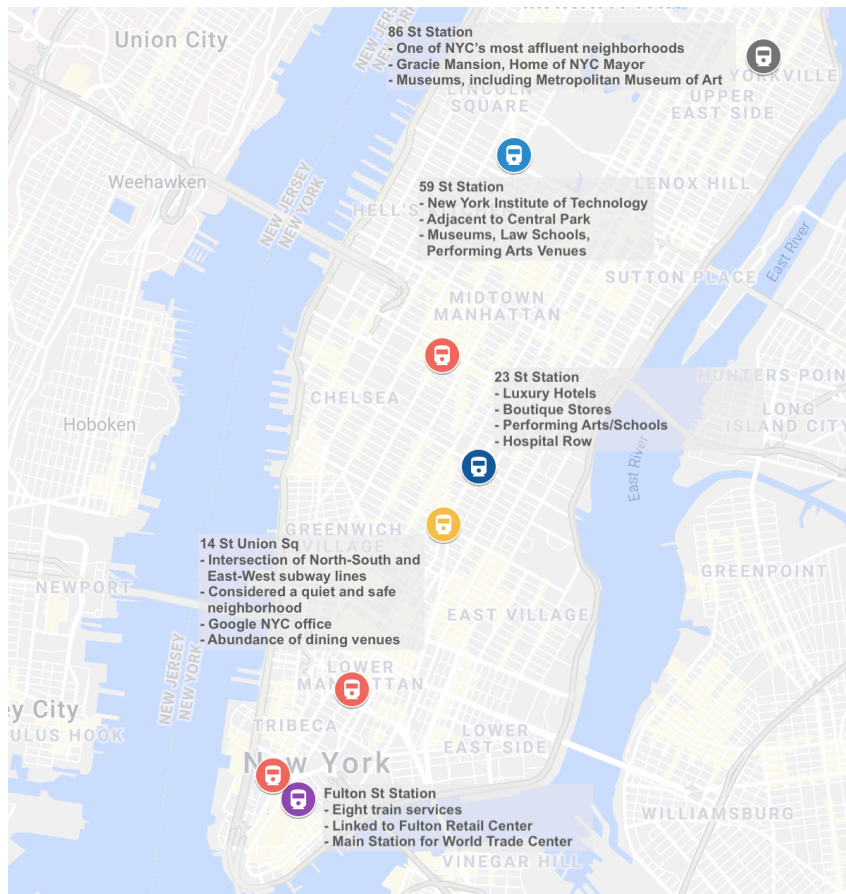 Union City
86 St Station
- One of NYC's most affluent neighborhoods
- Gracie Mansion, Home of NYC Mayor
- Museums, including Metropolitan Museum of Art
YORKVILLE
LINCOLN
SQUARE
UPPER
EAST SIDE
NEW JERSEY
NEW YORK
Weehawken
59 St Station
- New York Institute of Technology
- Adjacent to Central Park
- Museums, Law Schools,
Performing Arts Venues
LENOX HILL
HELL'S
NEW JERSEY
NEW YORK
East River
SUTTON PLACE
MIDTOWN
MANHATTAN
23 St Station
- Luxury Hotels
- Boutique Stores
- Performing Arts/Schools
- Hospital Row
HUNTERS POIN
CHELSEA
LONG
ISLAND CITY
Hoboken
East River
GREENWICH
VILLAGE
14 St Union Sq
- Intersection of North-South and
East-West subway lines
- Considered a quiet and safe
neighborhood
- Google NYC office
- Abundance of dining venues
NEWPORT
GREENPOINT
EAST VILLAGE
NEW JERSEY
NEW YORK
LOWER
MANHATTAN
ey City
ULUS HOOK
TRIBECA
LOWER
EAST SIDE
New York
Fulton St Station
- Eight train services
- Linked to Fulton Retail Center
- Main Station for World Trade Center
WILLIAMSBURG
VINEGAR HILL